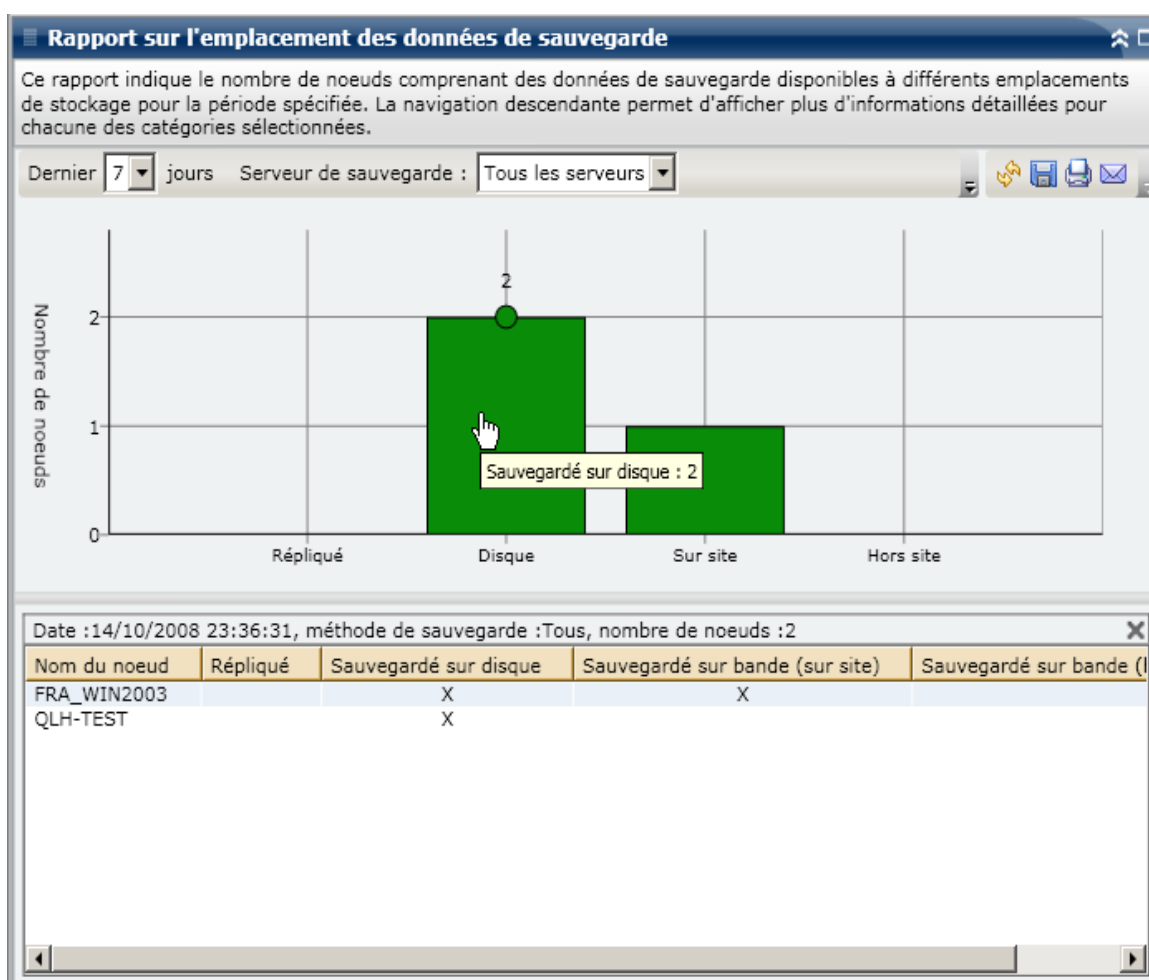 Rapport sur l'emplacement des données de sauvegarde
Ce rapport indique le nombre de noeuds comprenant des données de sauvegarde disponibles à différents emplacements
de stockage pour la période spécifiée. La navigation descendante permet d'afficher plus d'informations détaillées pour
chacune des catégories sélectionnées.
Dernier 7 jours Serveur de sauvegarde : Tous les serveurs
2
Nombre de noeuds
2
1
Sauvegardé sur disque : 2
0
Répliqué Disque Sur site Hors site
Date :14/10/2008 23:36:31, méthode de sauvegarde :Tous, nombre de noeuds :2
Nom du noeud Répliqué Sauvegardé sur disque Sauvegardé sur bande (sur site) Sauvegardé sur bande (
FRA_WIN2003 X X
QLH-TEST X